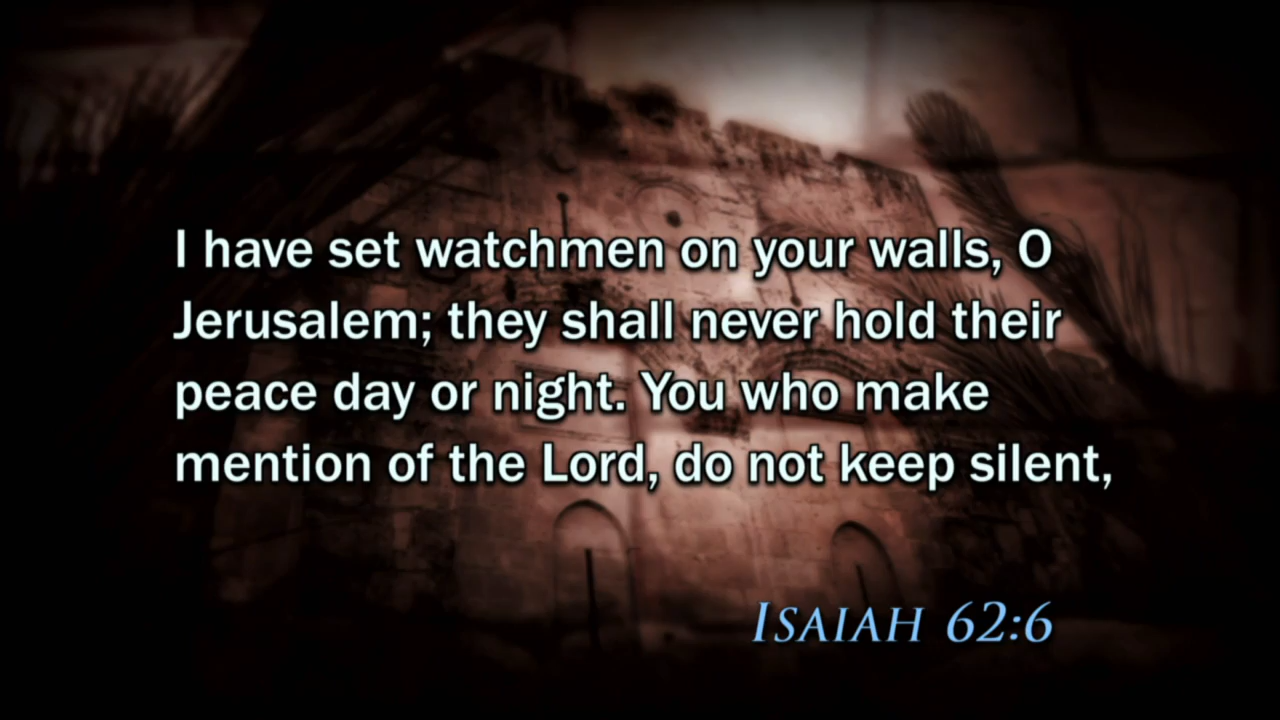 I have set watchmen on your walls, O
Jerusalem; they shall never hold their
peace day or night. You who make
mention of the Lord, do not keep silent,
ISAIAH 62:6